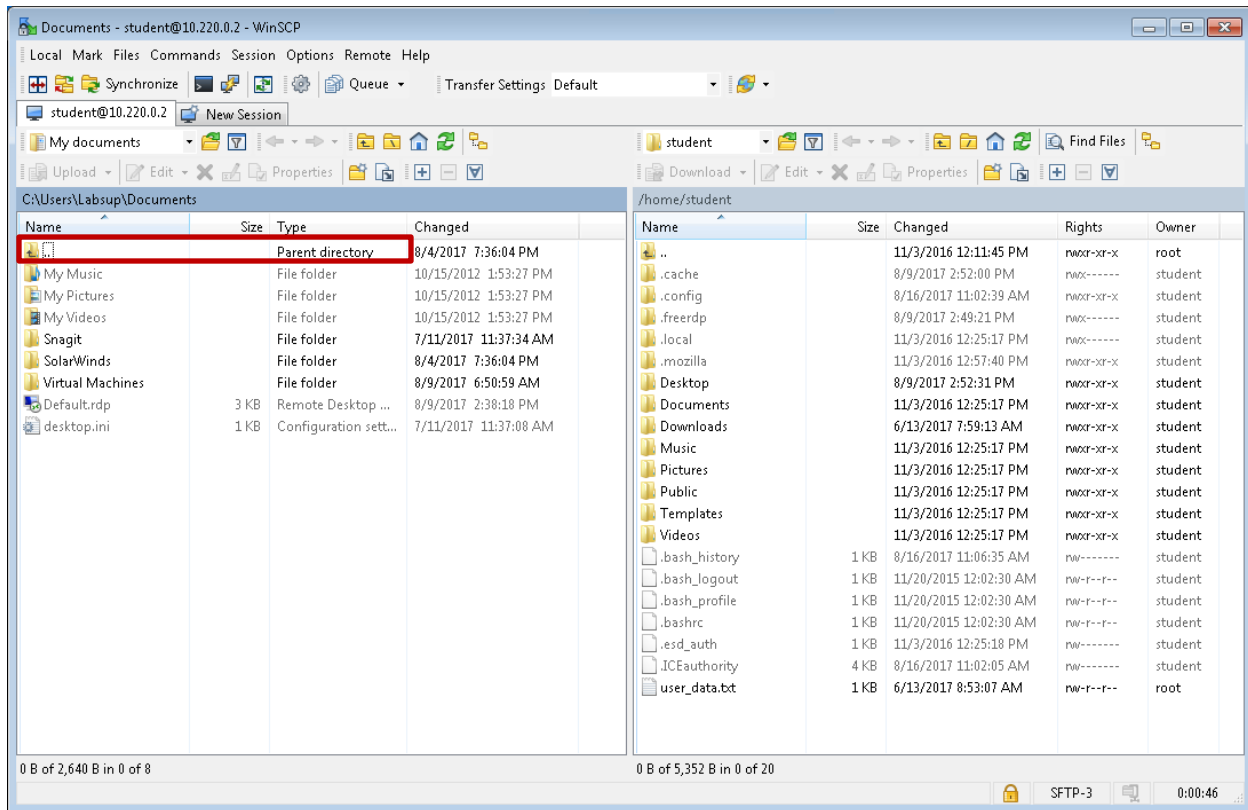 Documents - student@10.220.0.2 - WinSCP
Local Mark Files Commands Session Options Remote Help
Synchronize Queue Transfer Settings Default
student@10.220.0.2 New Session
My documents student Find Files
Upload Edit Properties Download Edit Properties
C:\Users\Labsup\Documents /home/student
Name Size Type Changed Name Size Changed Rights Owner
.. Parent directory 8/4/2017 7:36:04 PM .. 11/3/2016 12:11:45 PM rwxr-xr-x root
My Music File folder 10/15/2012 1:53:27 PM .cache 8/9/2017 2:52:00 PM rwx------ student
My Pictures File folder 10/15/2012 1:53:27 PM .config 8/16/2017 11:02:39 AM rwxr-xr-x student
My Videos File folder 10/15/2012 1:53:27 PM .freerdp 8/9/2017 2:49:21 PM rwx------ student
Snagit File folder 7/11/2017 11:37:34 AM .local 11/3/2016 12:25:17 PM rwx------ student
SolarWinds File folder 8/4/2017 7:36:04 PM .mozilla 11/3/2016 12:57:40 PM rwxr-xr-x student
Virtual Machines File folder 8/9/2017 6:50:59 AM Desktop 8/9/2017 2:52:31 PM rwxr-xr-x student
Default.rdp 3 KB Remote Desktop ... 8/9/2017 2:38:18 PM Documents 11/3/2016 12:25:17 PM rwxr-xr-x student
desktop.ini 1 KB Configuration sett... 7/11/2017 11:37:08 AM Downloads 6/13/2017 7:59:13 AM rwxr-xr-x student
Music 11/3/2016 12:25:17 PM rwxr-xr-x student
Pictures 11/3/2016 12:25:17 PM rwxr-xr-x student
Public 11/3/2016 12:25:17 PM rwxr-xr-x student
Templates 11/3/2016 12:25:17 PM rwxr-xr-x student
Videos 11/3/2016 12:25:17 PM rwxr-xr-x student
.bash_history 1 KB 8/16/2017 11:06:35 AM rw------- student
.bash_logout 1 KB 11/20/2015 12:02:30 AM rw-r--r-- student
.bash_profile 1 KB 11/20/2015 12:02:30 AM rw-r--r-- student
.bashrc 1 KB 11/20/2015 12:02:30 AM rw-r--r-- student
.esd_auth 1 KB 11/3/2016 12:25:18 PM rw------- student
.ICEauthority 4 KB 8/16/2017 11:02:05 AM rw------- student
user_data.txt 1 KB 6/13/2017 8:53:07 AM rw-r--r-- root
0 B of 2,640 B in 0 of 8 0 B of 5,352 B in 0 of 20
SFTP-3 0:00:46